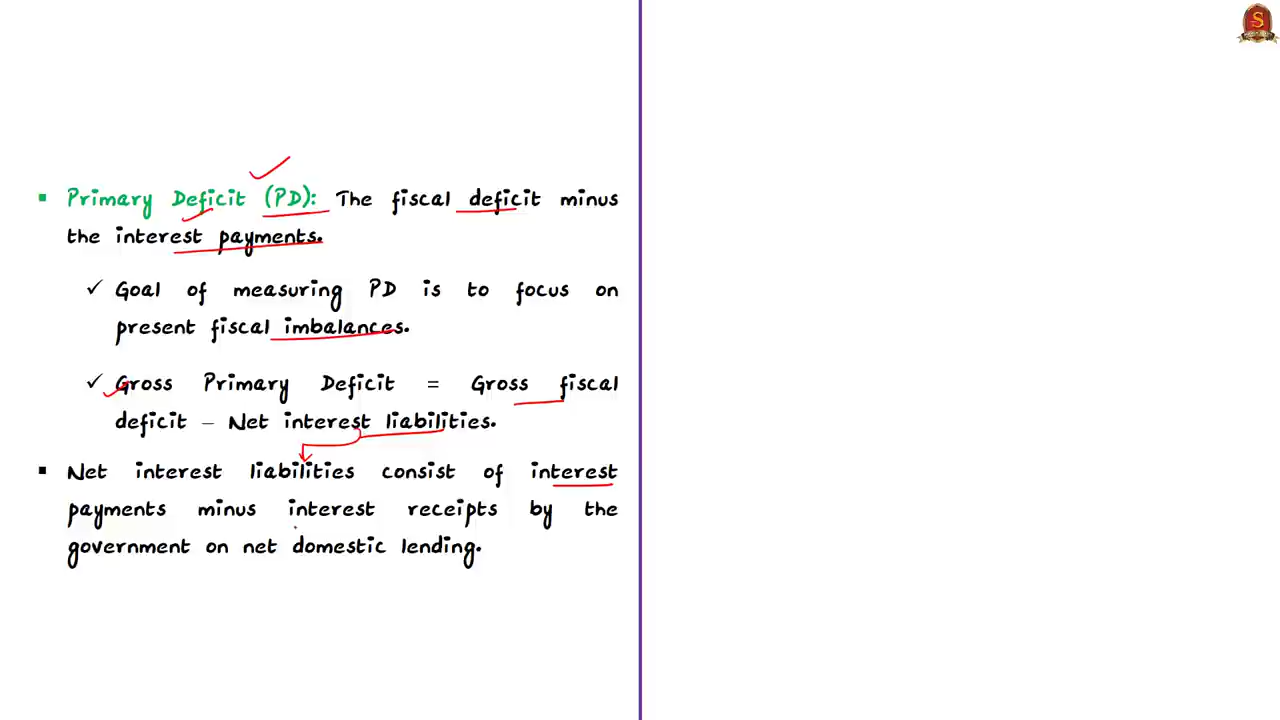 ▪ Primary Deficit (PD): The fiscal deficit minus
the interest payments.
✓ Goal of measuring PD is to focus on
present fiscal imbalances.
✓ Gross Primary Deficit = Gross fiscal
deficit – Net interest liabilities.
▪ Net interest liabilities consist of interest
payments minus interest receipts by the
government on net domestic lending.
S